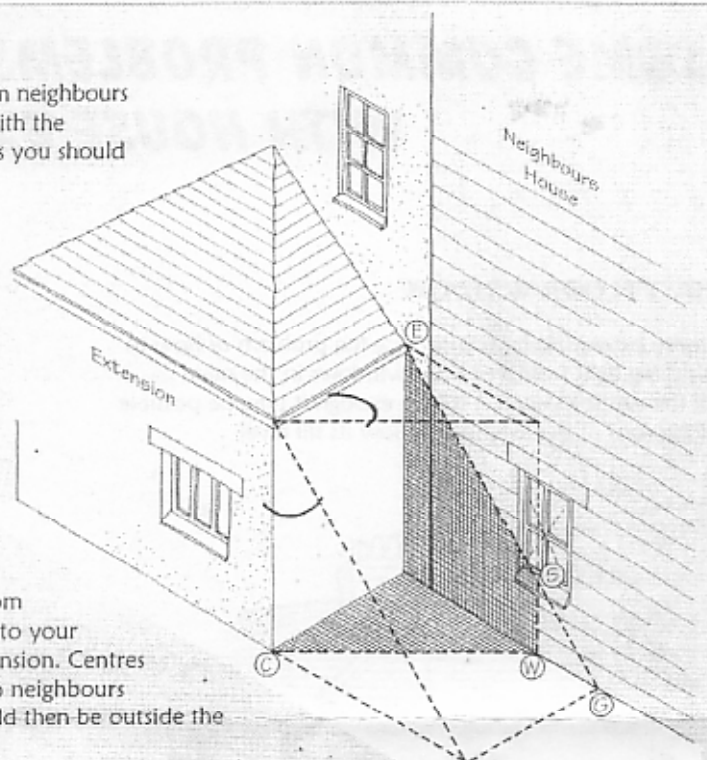 n neighbours
ith the
s you should
Neighbours
House
E
Extension
S
om
to your
nsion. Centres
o neighbours
ld then be outside the
C
W
G